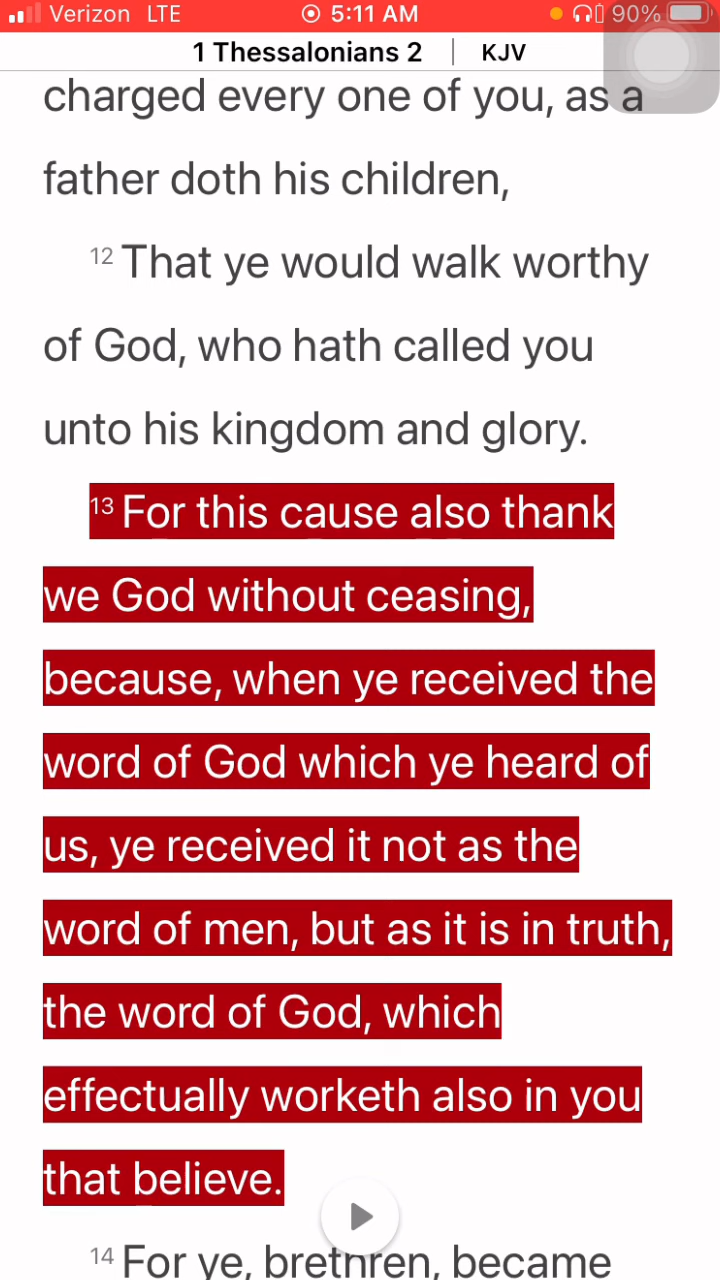 Verizon LTE 5:11 AM 90%
1 Thessalonians 2 | KJV
charged every one of you, as a
father doth his children,
12 That ye would walk worthy
of God, who hath called you
unto his kingdom and glory.
13 For this cause also thank
we God without ceasing,
because, when ye received the
word of God which ye heard of
us, ye received it not as the
word of men, but as it is in truth,
the word of God, which
effectually worketh also in you
that believe.
14 For ye, brethren, became